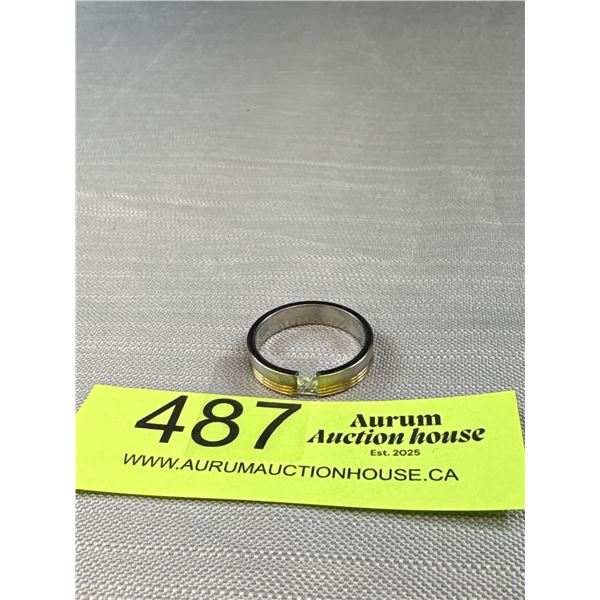 487
Aurum
Auction house
Est. 2025
WWW.AURUMAUCTIONHOUSE.CA